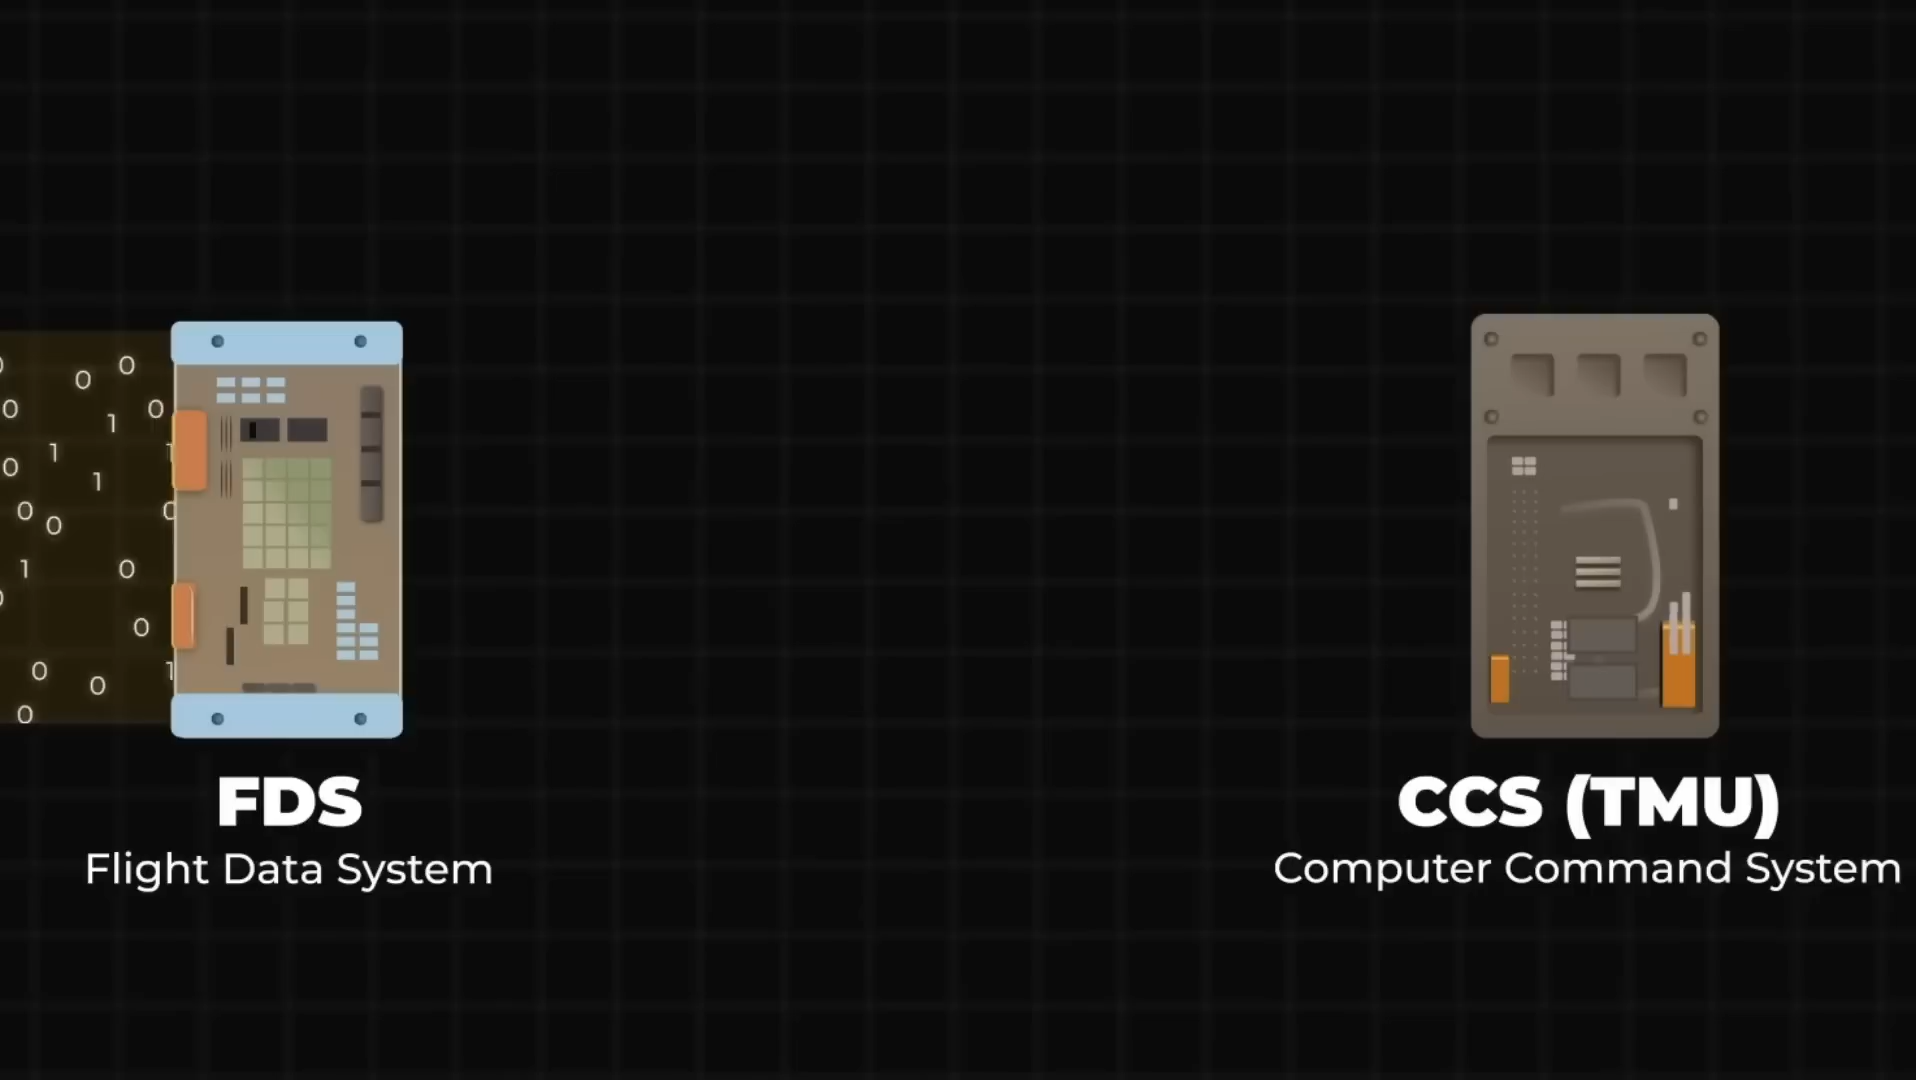 FDS
Flight Data System
CCS (TMU)
Computer Command System